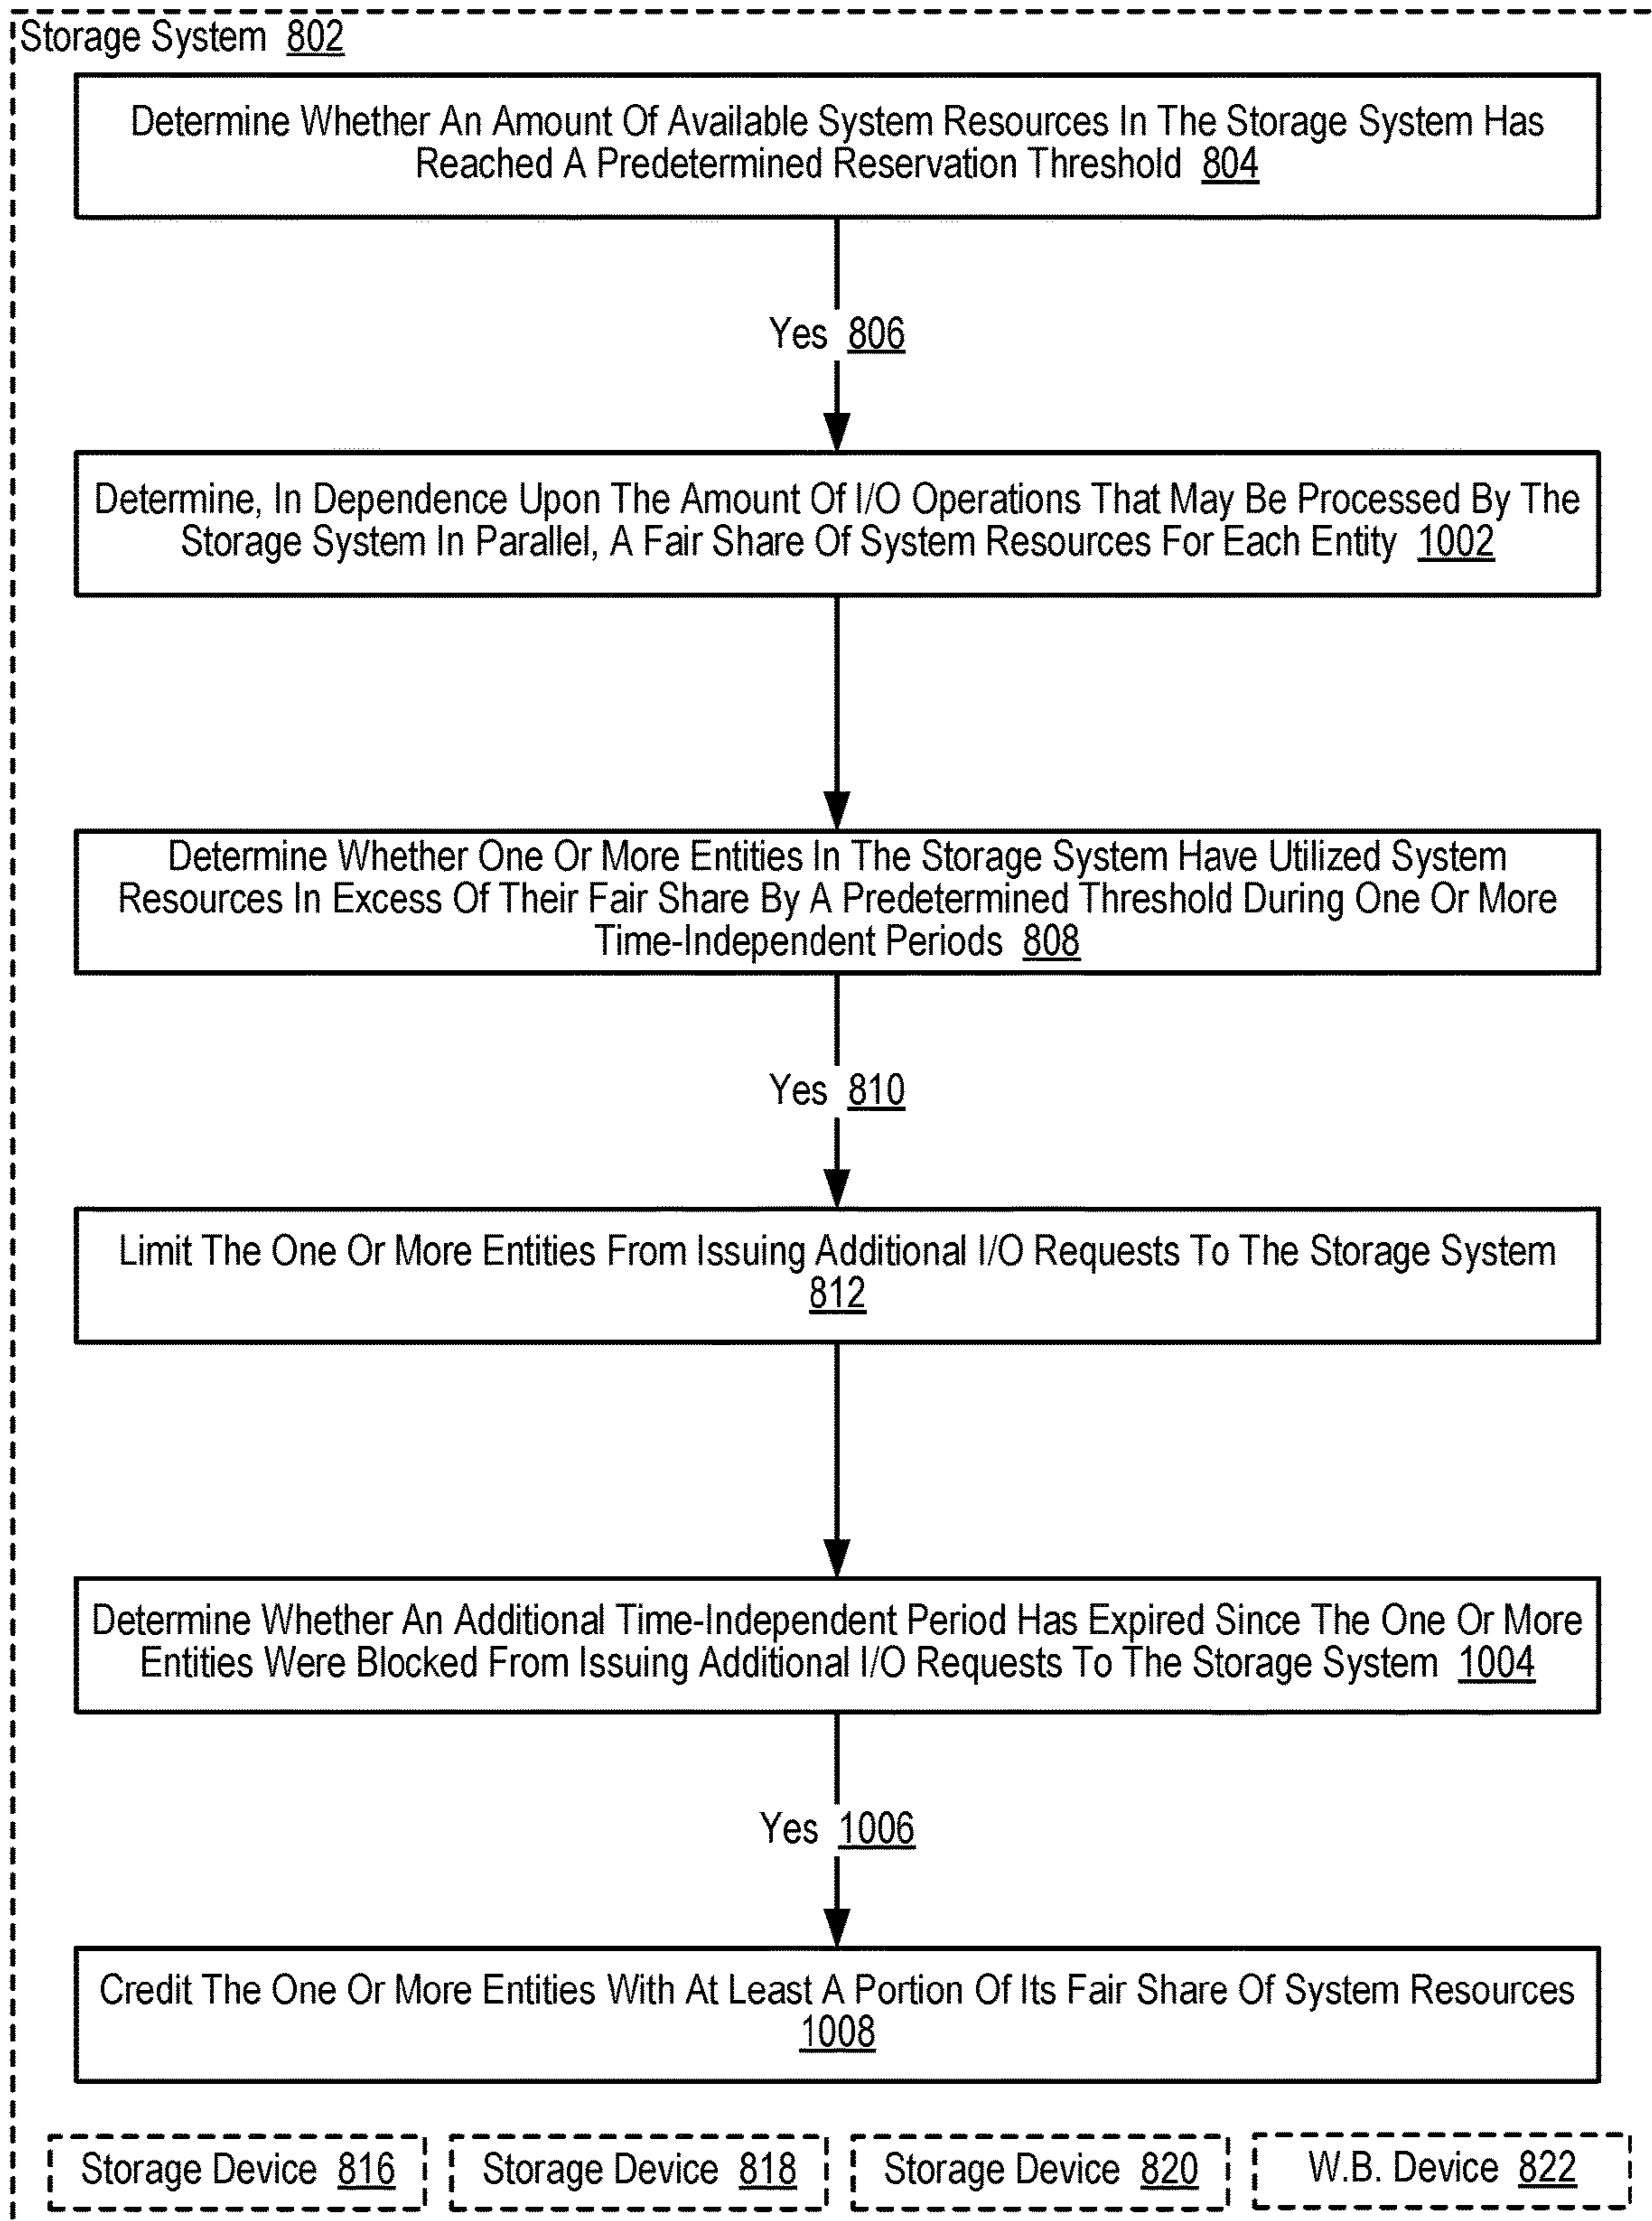 Storage System 802
Determine Whether An Amount Of Available System Resources In The Storage System Has
Reached A Predetermined Reservation Threshold 804
Yes 806
Determine, In Dependence Upon The Amount Of I/O Operations That May Be Processed By The
Storage System In Parallel, A Fair Share Of System Resources For Each Entity 1002
Determine Whether One Or More Entities In The Storage System Have Utilized System
Resources In Excess Of Their Fair Share By A Predetermined Threshold During One Or More
Time-Independent Periods 808
Yes 810
Limit The One Or More Entities From Issuing Additional I/O Requests To The Storage System
812
Determine Whether An Additional Time-Independent Period Has Expired Since The One Or More
Entities Were Blocked From Issuing Additional I/O Requests To The Storage System 1004
Yes 1006
Credit The One Or More Entities With At Least A Portion Of Its Fair Share Of System Resources
1008
Storage Device 816
Storage Device 818
Storage Device 820
W.B. Device 822